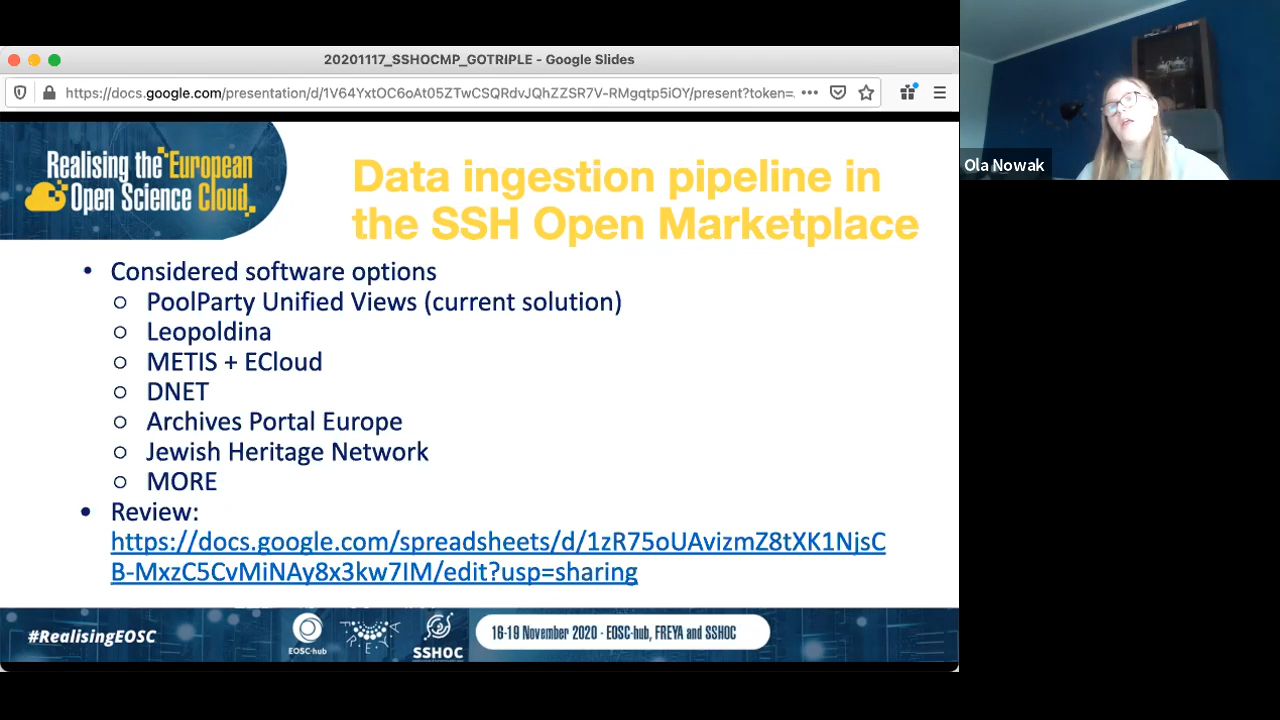 20201117_SSHOCMP_GOTRIPLE - Google Slides
https://docs.google.com/presentation/d/1V64YxtOC6oAt05ZTwCSQRdvJQhZZSR7V-RMgqtp5iOY/present?token=
Realising the European
Open Science Cloud
Data ingestion pipeline in
the SSH Open Marketplace
Ola Nowak
• Considered software options
○ PoolParty Unified Views (current solution)
○ Leopoldina
○ METIS + ECloud
○ DNET
○ Archives Portal Europe
○ Jewish Heritage Network
○ MORE
• Review:
https://docs.google.com/spreadsheets/d/1zR75oUAvizmZ8tXK1NjsC
B-MxzC5CvMiNAy8x3kw7IM/edit?usp=sharing
#RealisingEOSC
EOSC-hub
FREYA
SSHOC
16-19 November 2020 - EOSC-hub, FREYA and SSHOC